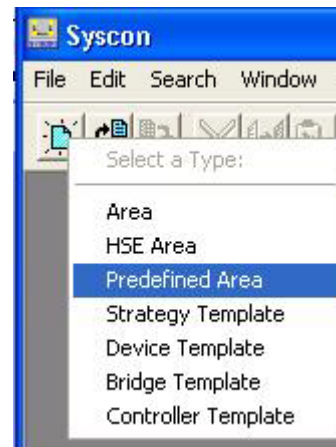 Syscon
File Edit Search Window
Select a Type:
Area
HSE Area
Predefined Area
Strategy Template
Device Template
Bridge Template
Controller Template